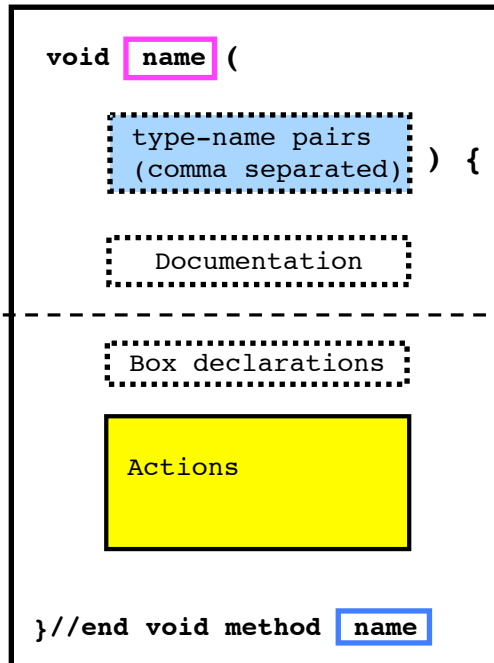 void name (
type-name pairs
(comma separated) ) {
Documentation
Box declarations
Actions
}//end void method name